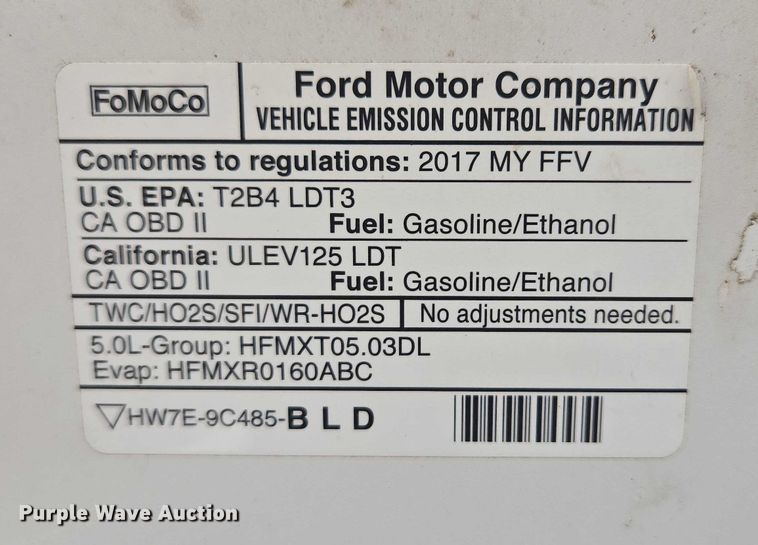 FoMoCo
Ford Motor Company
VEHICLE EMISSION CONTROL INFORMATION
Conforms to regulations: 2017 MY FFV
U.S. EPA: T2B4 LDT3
CA OBD II Fuel: Gasoline/Ethanol
California: ULEV125 LDT
CA OBD II Fuel: Gasoline/Ethanol
TWC/HO2S/SFI/WR-HO2S No adjustments needed.
5.0L-Group: HFMXT05.03DL
Evap: HFMXR0160ABC
▽HW7E-9C485-B L D
Purple Wave Auction